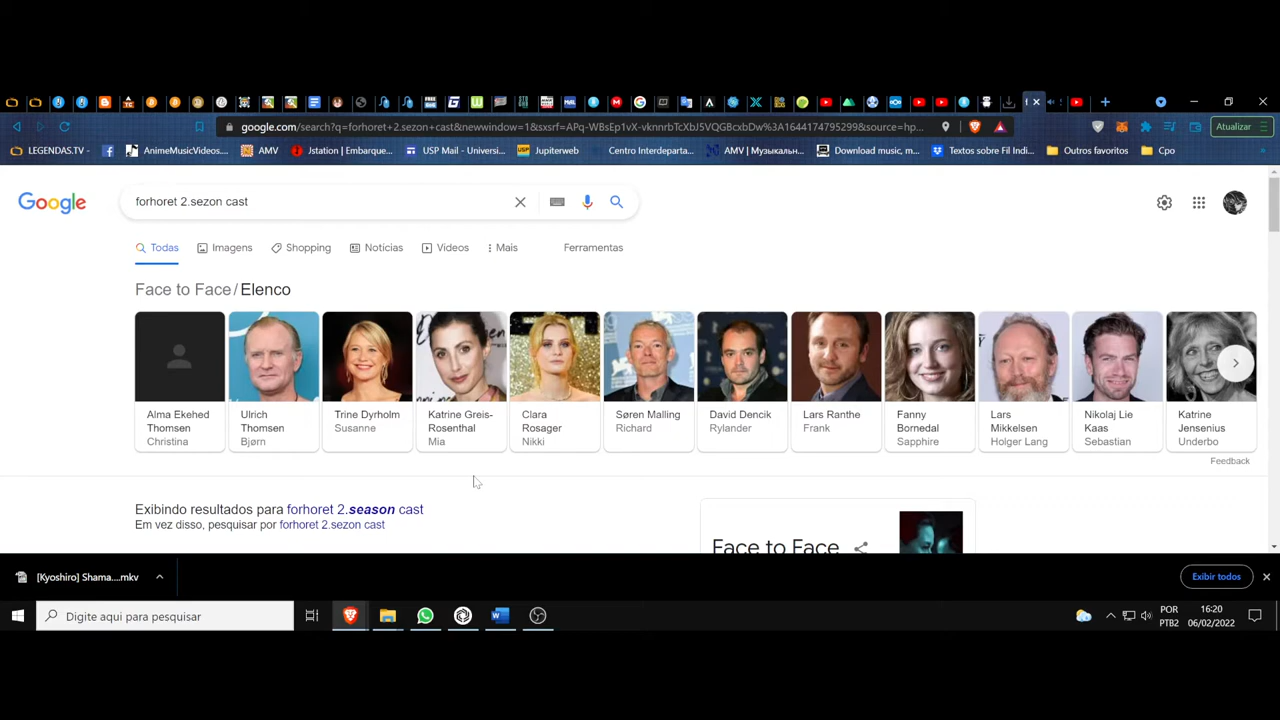 google.com/search?q=forhoret+2.sezon+cast&newwindow=1&sxsrf=APq-WBsEp1vX-vknnrbTcXbJ5VQGBcxbDw%3A1644174795299&source=hp...
Atualizar
LEGENDAS.TV
AnimeMusicVideos...
AMV
Jstation | Embarque...
USP Mail - Universi...
Jupiterweb
Centro Interdeparta...
AMV | Музыкальн...
Download music, m...
Textos sobre Fil Indi...
Outros favoritos
Cpo
Google
forhoret 2.sezon cast
Todas
Imagens
Shopping
Notícias
Vídeos
Mais
Ferramentas
Face to Face/Elenco
Alma Ekehed Thomsen
Christina
Ulrich Thomsen
Bjørn
Trine Dyrholm
Susanne
Katrine Greis-Rosenthal
Mia
Clara Rosager
Nikki
Søren Malling
Richard
David Dencik
Rylander
Lars Ranthe
Frank
Fanny Bornedal
Sapphire
Lars Mikkelsen
Holger Lang
Nikolaj Lie Kaas
Sebastian
Katrine Jensenius
Underbo
Feedback
Exibindo resultados para forhoret 2.season cast
Em vez disso, pesquisar por forhoret 2.sezon cast
Face to Face
[Kyoshiro] Shama....mkv
Exibir todos
Digite aqui para pesquisar
POR
PTB2
16:20
06/02/2022